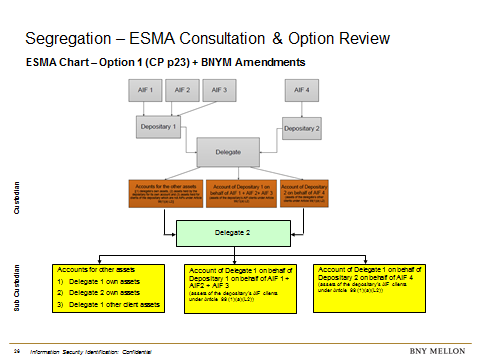 Segregation – ESMA Consultation & Option Review
ESMA Chart – Option 1 (CP p23) + BNYM Amendments
AIF 1
AIF 2
AIF 3
AIF 4
Depositary 1
Depositary 2
Delegate
Custodian
Accounts for the other assets
Account of Depositary 1 on
behalf of AIF 1+ AIF 2+ AIF 3
Account of Depositary
2 on behalf of AIF 4
Delegate 2
Sub Custodian
Accounts for other assets
1) Delegate 1 own assets
2) Delegate 2 own assets
3) Delegate 1 other client assets
Account of Delegate 1 on behalf of
Depositary 1 on behalf of AIF 1 +
AIF2 + AIF 3
(assets of the depositary's AIF clients
under Article 98 (1)(a)(L2))
Account of Delegate 1 on behalf of
Depositary 2 on behalf of AIF 4
(assets of the depositary's AIF clients
under Article 98 (1)(a)(L2))
Information Security Identification: Confidential
BNY MELLON